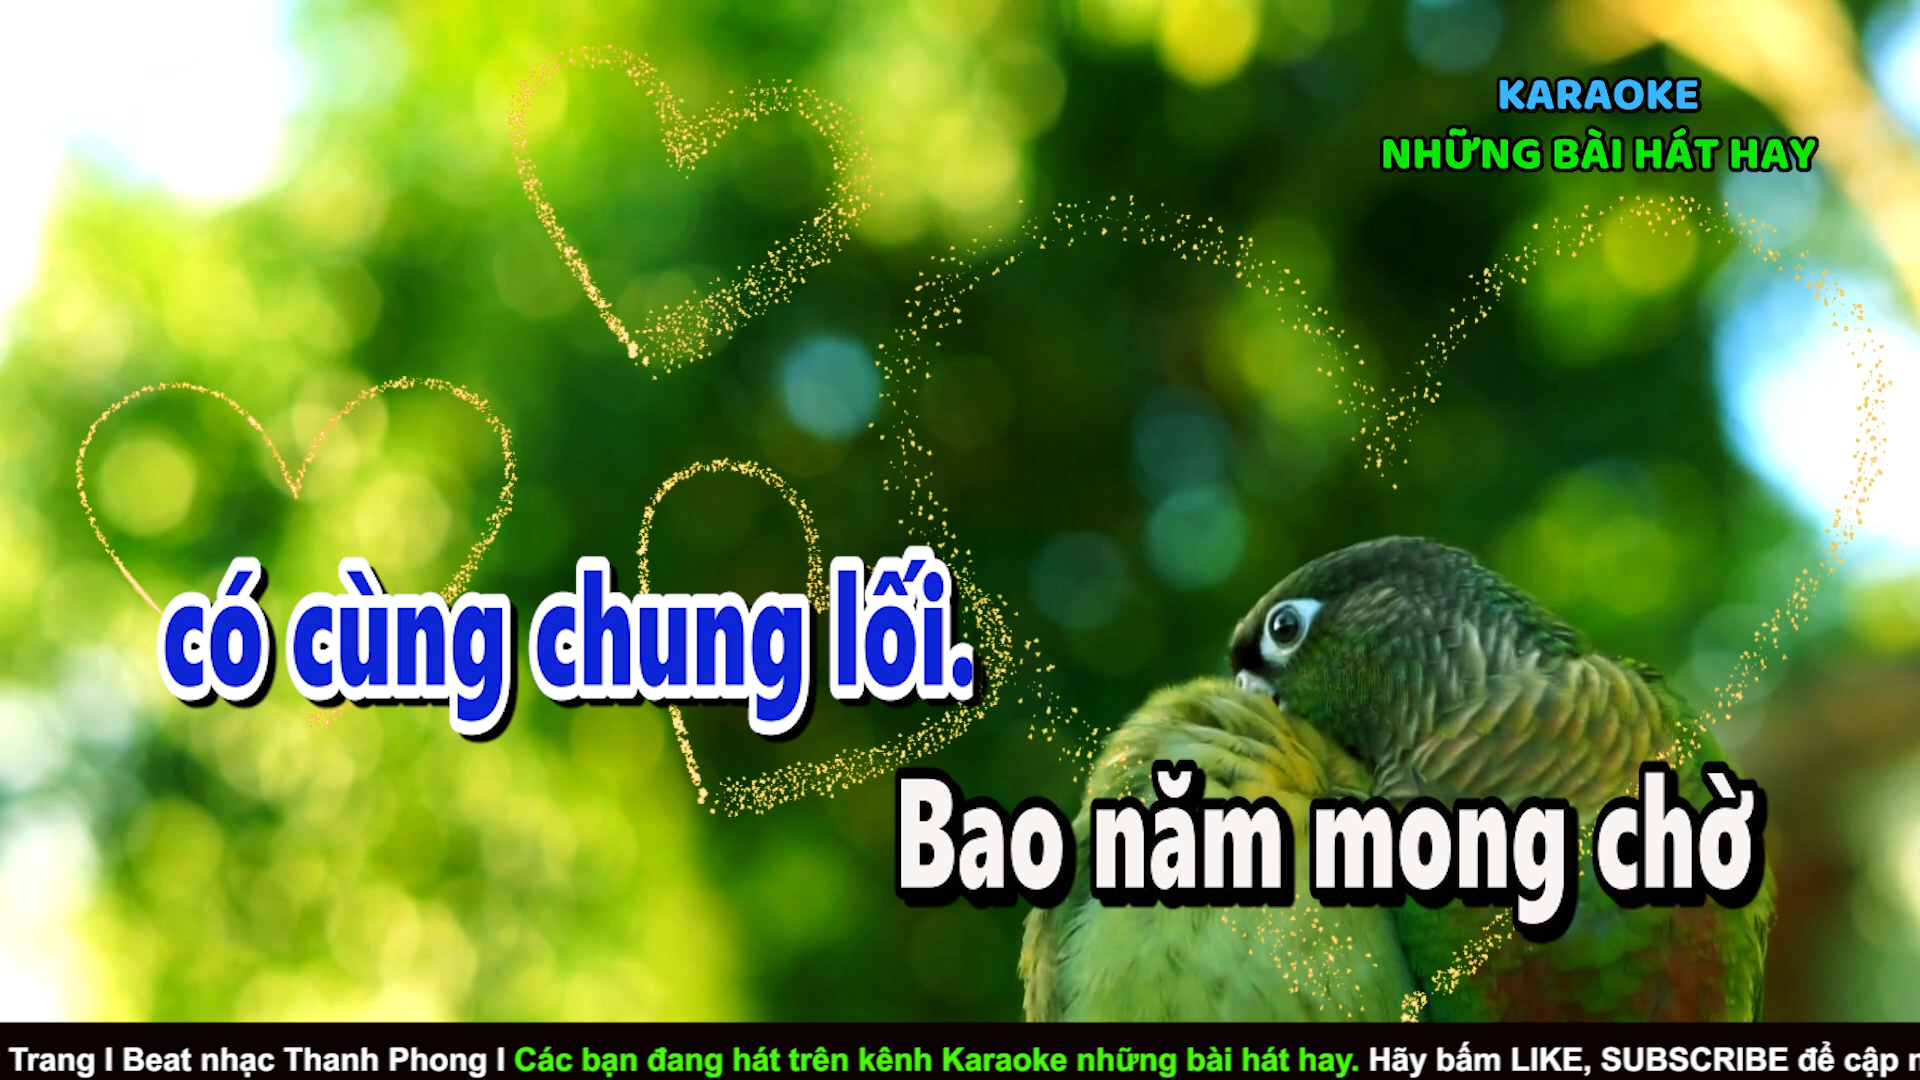 KARAOKE
NHỮNG BÀI HÁT HAY
có cùng chung lối.
Bao năm mong chờ
Trang I Beat nhạc Thanh Phong I Các bạn đang hát trên kênh Karaoke những bài hát hay. Hãy bấm LIKE, SUBSCRIBE để cập